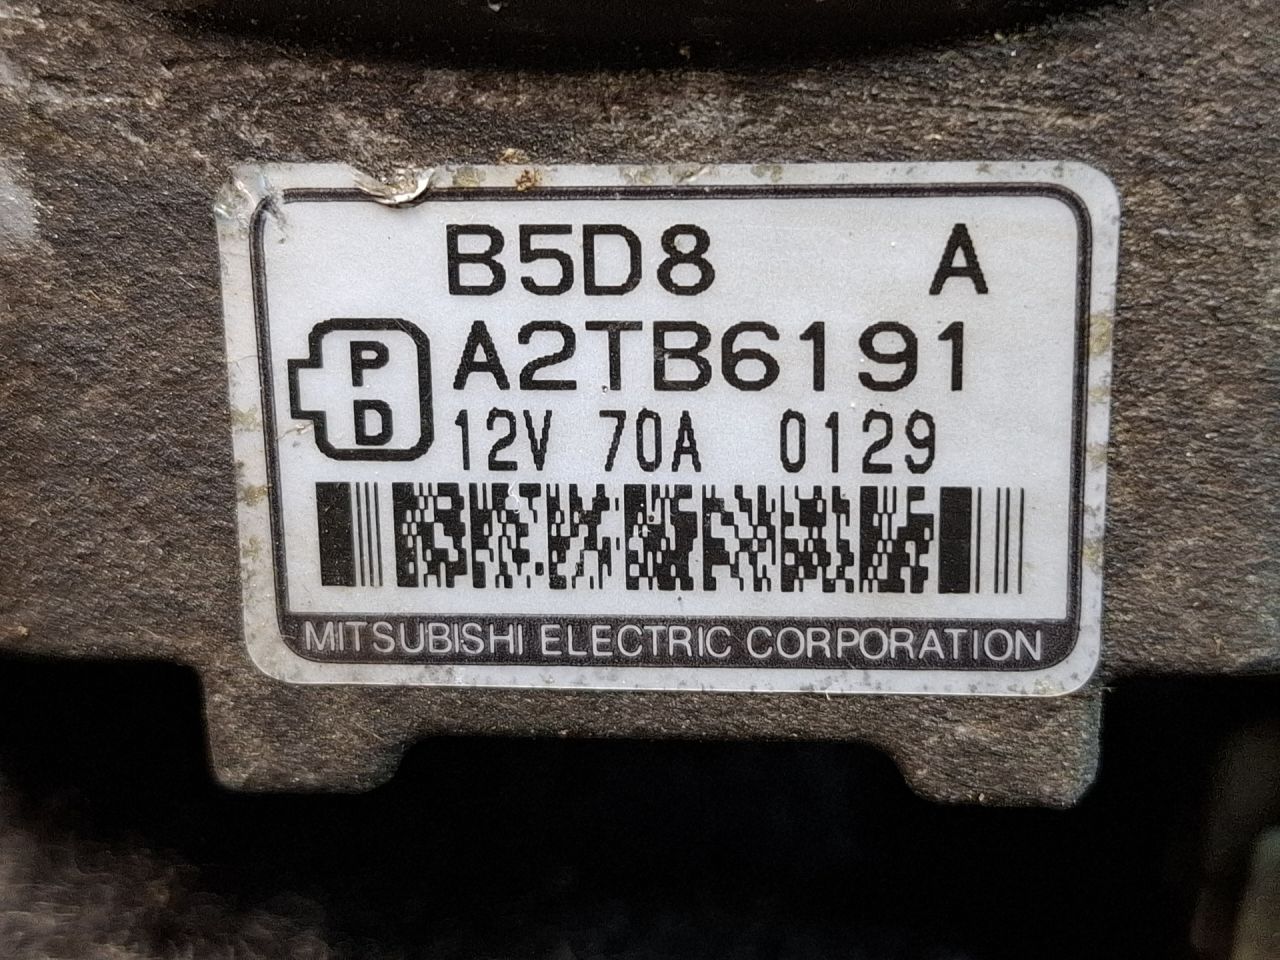 B5D8 A
P
D
A2TB6191
12V 70A 0129
MITSUBISHI ELECTRIC CORPORATION